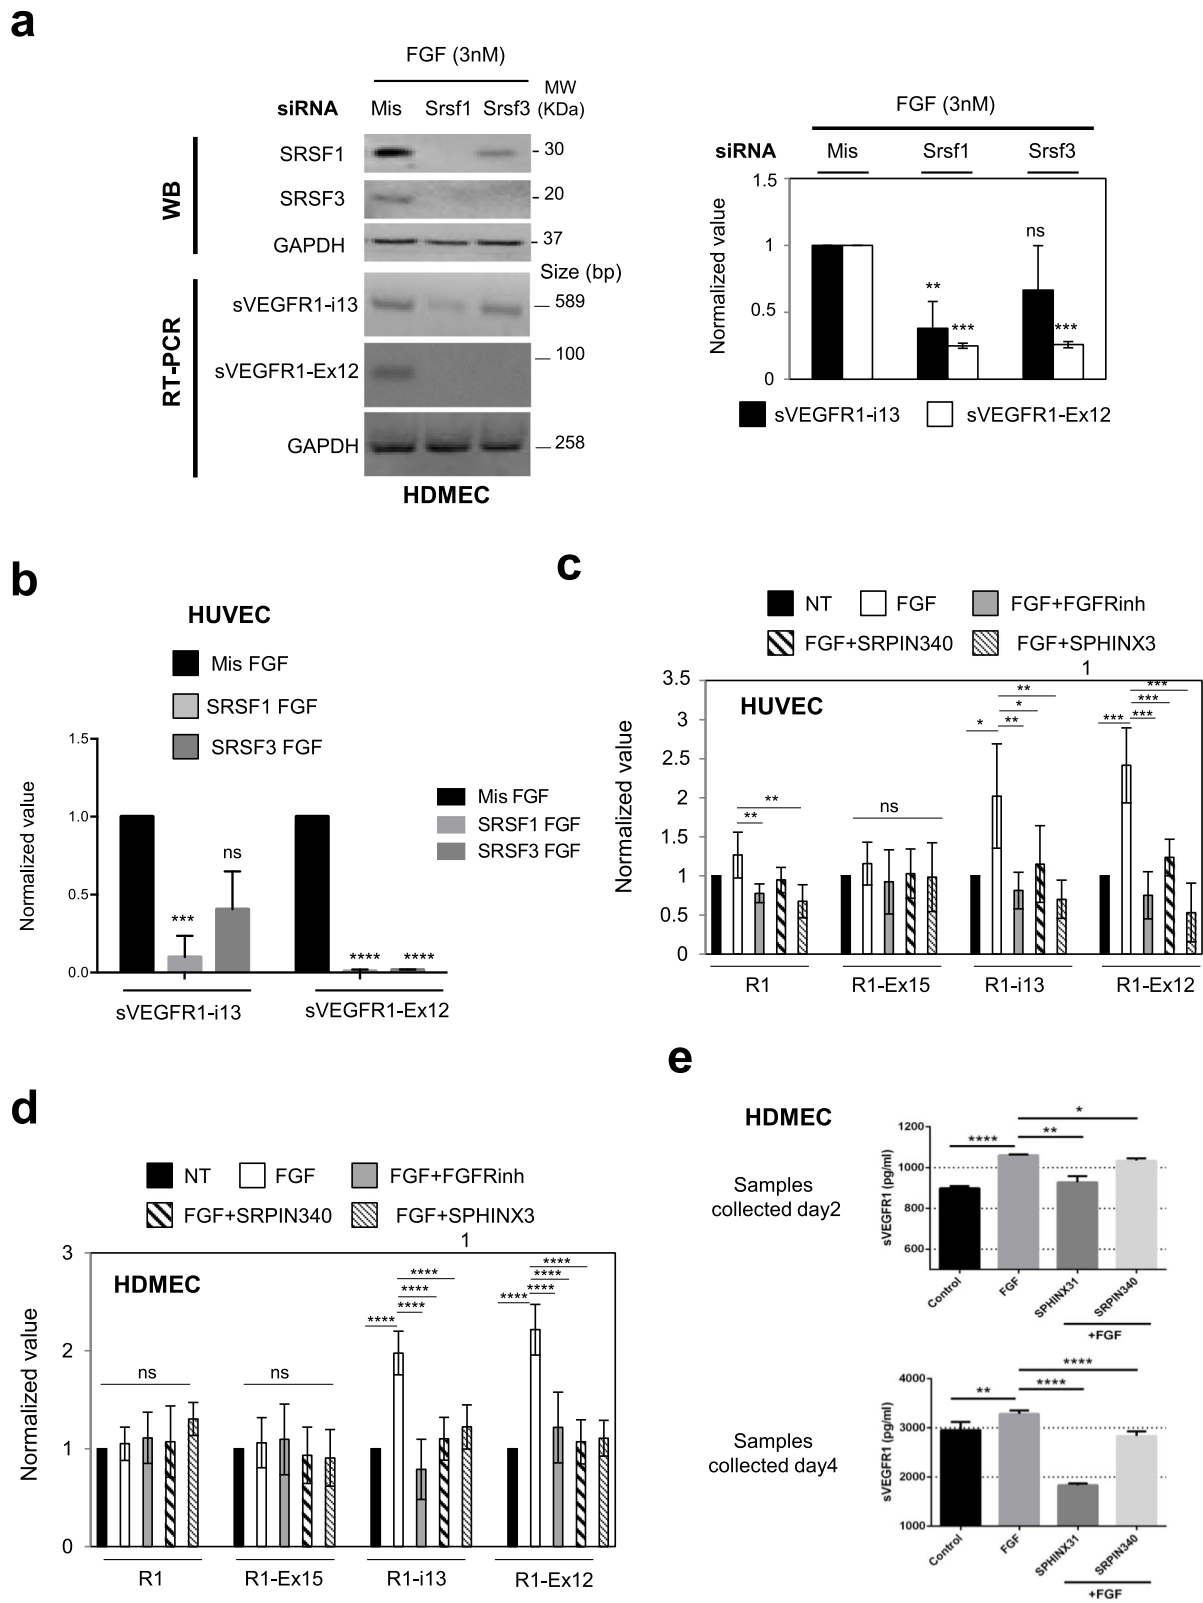 a
FGF (3nM)
siRNA Mis Srsf1 Srsf3 MW (KDa)
WB
SRSF1 - 30
SRSF3 - 20
GAPDH - 37
Size (bp)
RT-PCR
sVEGFR1-i13 — 589
— 100
sVEGFR1-Ex12
GAPDH — 258
HDMEC
FGF (3nM)
siRNA Mis Srsf1 Srsf3
Normalized value
1.5
1
0.5
0
** *** ns ***
sVEGFR1-i13 sVEGFR1-Ex12
b
HUVEC
Mis FGF
SRSF1 FGF
SRSF3 FGF
Normalized value
1.5
1.0
0.5
0.0
*** ns **** ****
sVEGFR1-i13 sVEGFR1-Ex12
Mis FGF
SRSF1 FGF
SRSF3 FGF
c
NT FGF FGF+FGFRinh
FGF+SRPIN340 FGF+SPHINX3
1
HUVEC
Normalized value
3.5
3
2.5
2
1.5
1
0.5
0
** ** ns * ** * ** *** *** *** ***
R1 R1-Ex15 R1-i13 R1-Ex12
d
NT FGF FGF+FGFRinh
FGF+SRPIN340 FGF+SPHINX3
1
HDMEC
Normalized value
3
2
1
0
ns ns **** **** **** **** **** **** **** ****
R1 R1-Ex15 R1-i13 R1-Ex12
e
HDMEC
Samples
collected day2
sVEGFR1 (pg/ml)
1200
1000
800
600
**** ** *
Control FGF SPHINX31 SRPIN340
+FGF
Samples
collected day4
sVEGFR1 (pg/ml)
4000
3000
2000
1000
** **** ****
Control FGF SPHINX31 SRPIN340
+FGF